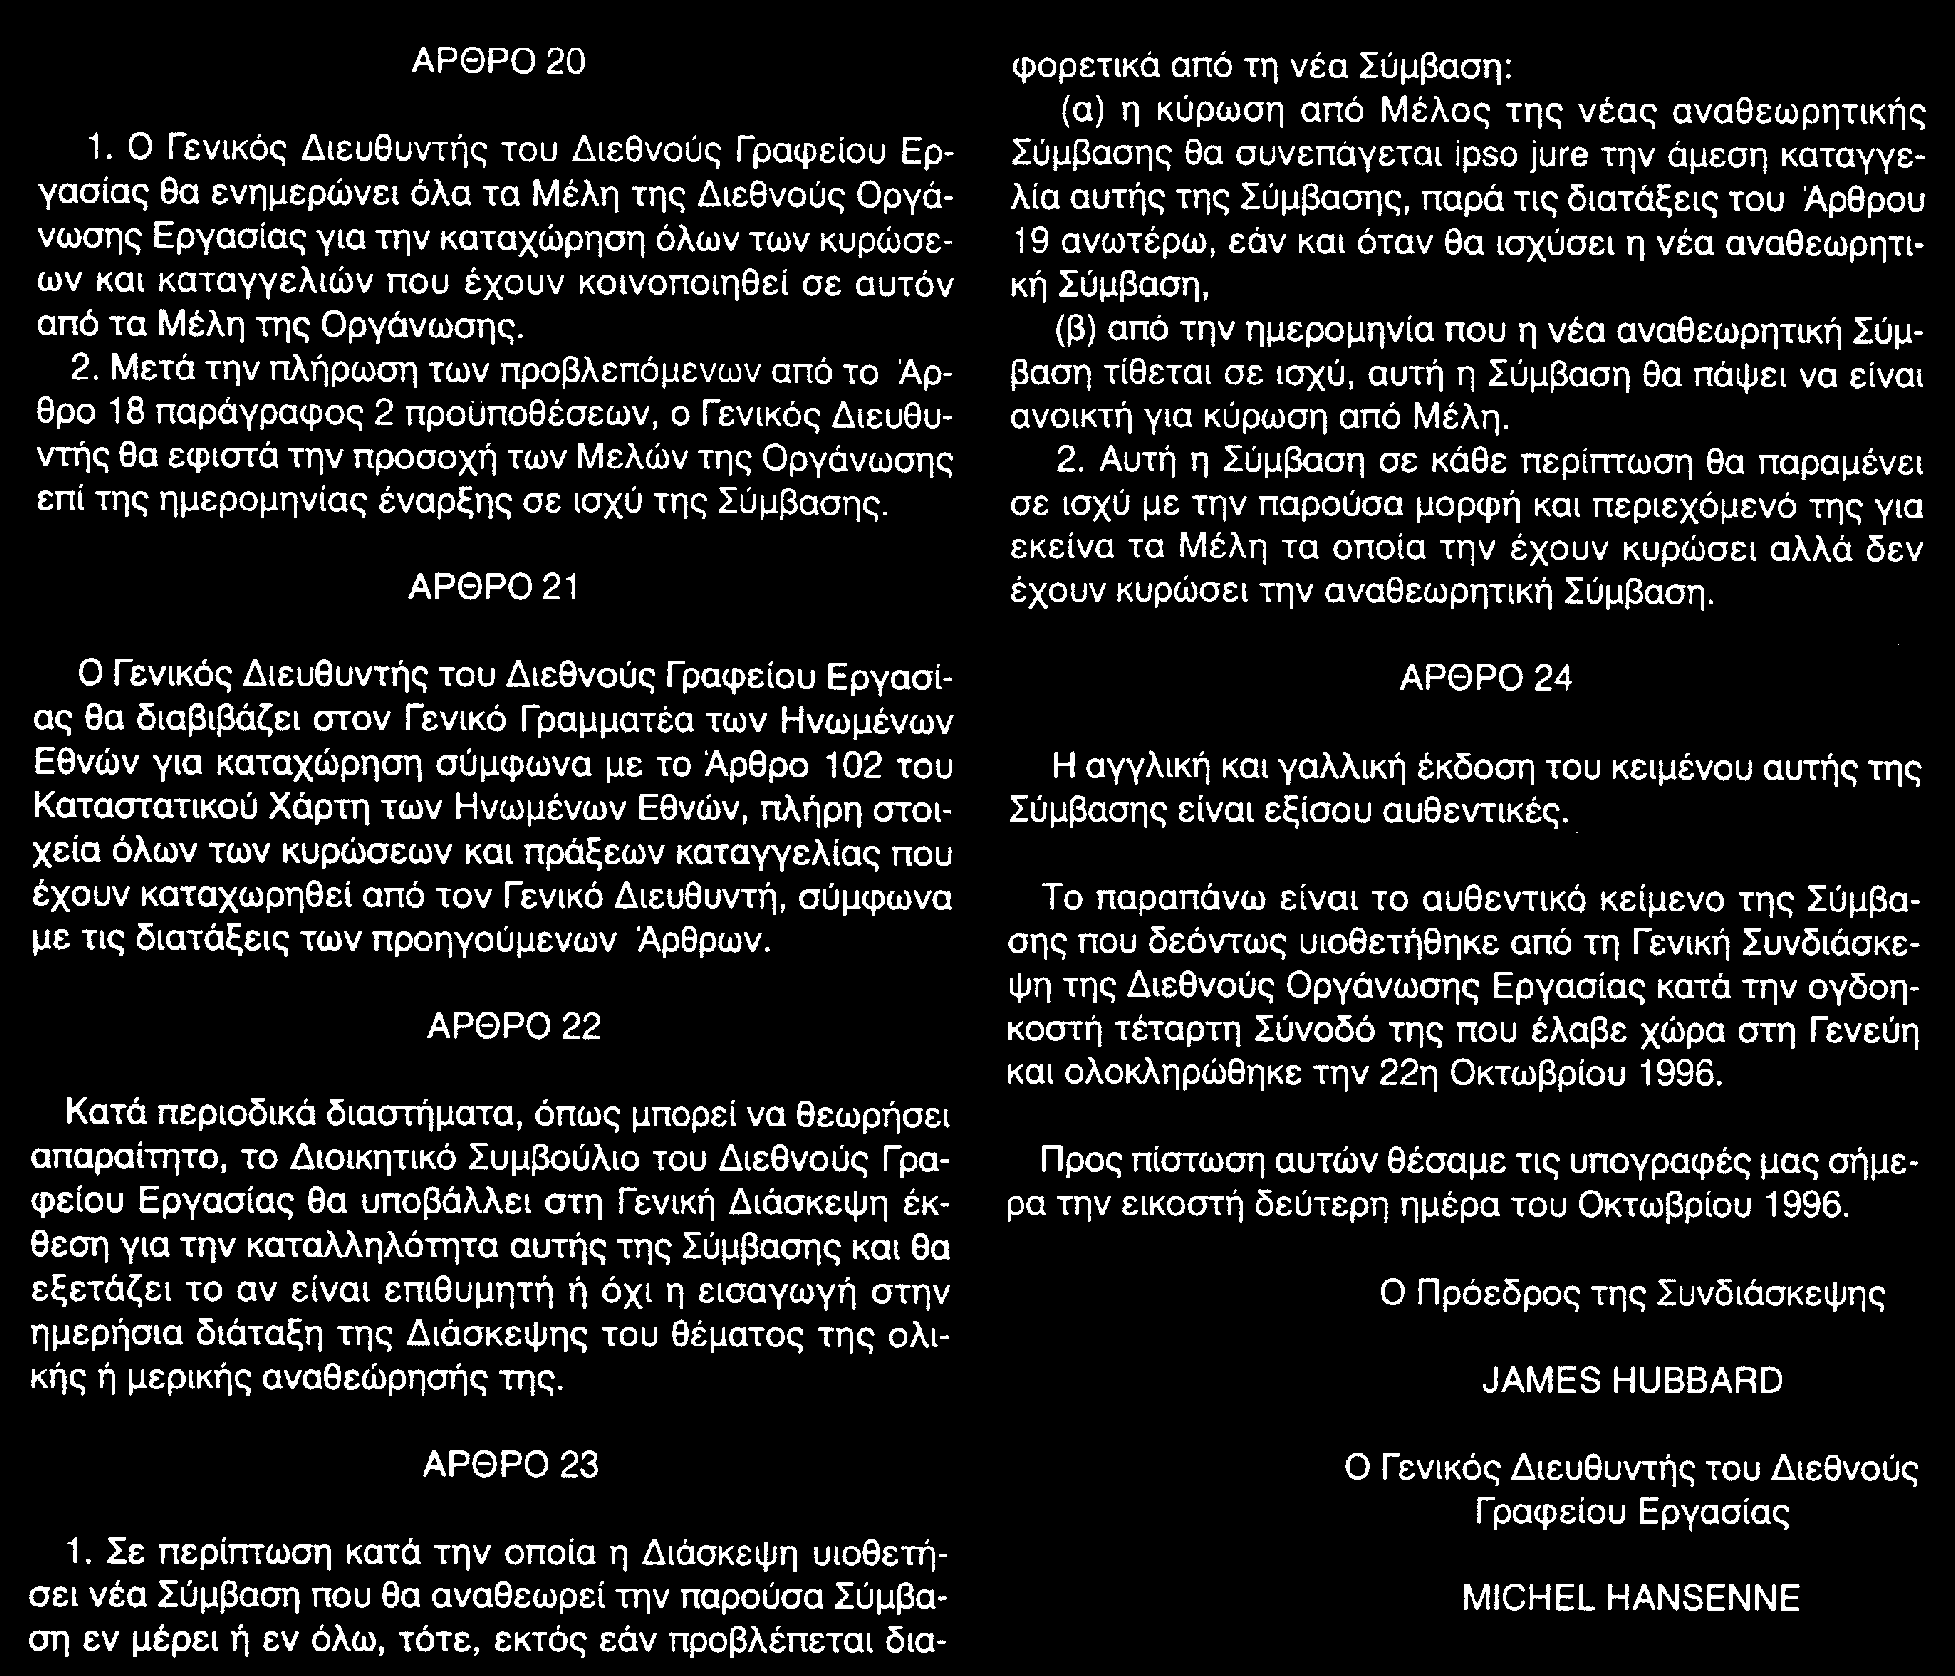 ΑΡΘΡΟ 20
1. Ο Γενικός Διευθυντής του Διεθνούς Γραφείου Ερ-
γασίας θα ενημερώνει όλα τα Μέλη της Διεθνούς Οργά-
νωσης Εργασίας για την καταχώρηση όλων των κυρώσε-
ων και καταγγελιών που έχουν κοινοποιηθεί σε αυτόν
από τα Μέλη της Οργάνωσης.
2. Μετά την πλήρωση των προβλεπόμενων από το Άρ-
θρο 18 παράγραφος 2 προϋποθέσεων, ο Γενικός Διευθυ-
ντής θα εφιστά την προσοχή των Μελών της Οργάνωσης
επί της ημερομηνίας έναρξης σε ισχύ της Σύμβασης.
ΑΡΘΡΟ 21
Ο Γενικός Διευθυντής του Διεθνούς Γραφείου Εργασί-
ας θα διαβιβάζει στον Γενικό Γραμματέα των Ηνωμένων
Εθνών για καταχώρηση σύμφωνα με το Άρθρο 102 του
Καταστατικού Χάρτη των Ηνωμένων Εθνών, πλήρη στοι-
χεία όλων των κυρώσεων και πράξεων καταγγελίας που
έχουν καταχωρηθεί από τον Γενικό Διευθυντή, σύμφωνα
με τις διατάξεις των προηγούμενων Άρθρων.
ΑΡΘΡΟ 22
Κατά περιοδικά διαστήματα, όπως μπορεί να θεωρήσει
απαραίτητο, το Διοικητικό Συμβούλιο του Διεθνούς Γρα-
φείου Εργασίας θα υποβάλλει στη Γενική Διάσκεψη έκ-
θεση για την καταλληλότητα αυτής της Σύμβασης και θα
εξετάζει το αν είναι επιθυμητή ή όχι η εισαγωγή στην
ημερήσια διάταξη της Διάσκεψης του θέματος της ολι-
κής ή μερικής αναθεώρησής της.
ΑΡΘΡΟ 23
1. Σε περίπτωση κατά την οποία η Διάσκεψη υιοθετή-
σει νέα Σύμβαση που θα αναθεωρεί την παρούσα Σύμβα-
ση εν μέρει ή εν όλω, τότε, εκτός εάν προβλέπεται δια-
φορετικά από τη νέα Σύμβαση:
(α) η κύρωση από Μέλος της νέας αναθεωρητικής
Σύμβασης θα συνεπάγεται ipso jure την άμεση καταγγε-
λία αυτής της Σύμβασης, παρά τις διατάξεις του Άρθρου
19 ανωτέρω, εάν και όταν θα ισχύσει η νέα αναθεωρητι-
κή Σύμβαση,
(β) από την ημερομηνία που η νέα αναθεωρητική Σύμ-
βαση τίθεται σε ισχύ, αυτή η Σύμβαση θα πάψει να είναι
ανοικτή για κύρωση από Μέλη.
2. Αυτή η Σύμβαση σε κάθε περίπτωση θα παραμένει
σε ισχύ με την παρούσα μορφή και περιεχόμενό της για
εκείνα τα Μέλη τα οποία την έχουν κυρώσει αλλά δεν
έχουν κυρώσει την αναθεωρητική Σύμβαση.
ΑΡΘΡΟ 24
Η αγγλική και γαλλική έκδοση του κειμένου αυτής της
Σύμβασης είναι εξίσου αυθεντικές.
Το παραπάνω είναι το αυθεντικό κείμενο της Σύμβα-
σης που δεόντως υιοθετήθηκε από τη Γενική Συνδιάσκε-
ψη της Διεθνούς Οργάνωσης Εργασίας κατά την ογδοη-
κοστή τέταρτη Σύνοδό της που έλαβε χώρα στη Γενεύη
και ολοκληρώθηκε την 22η Οκτωβρίου 1996.
Προς πίστωση αυτών θέσαμε τις υπογραφές μας σήμε-
ρα την εικοστή δεύτερη ημέρα του Οκτωβρίου 1996.
Ο Πρόεδρος της Συνδιάσκεψης
JAMES HUBBARD
Ο Γενικός Διευθυντής του Διεθνούς
Γραφείου Εργασίας
MICHEL HANSENNE